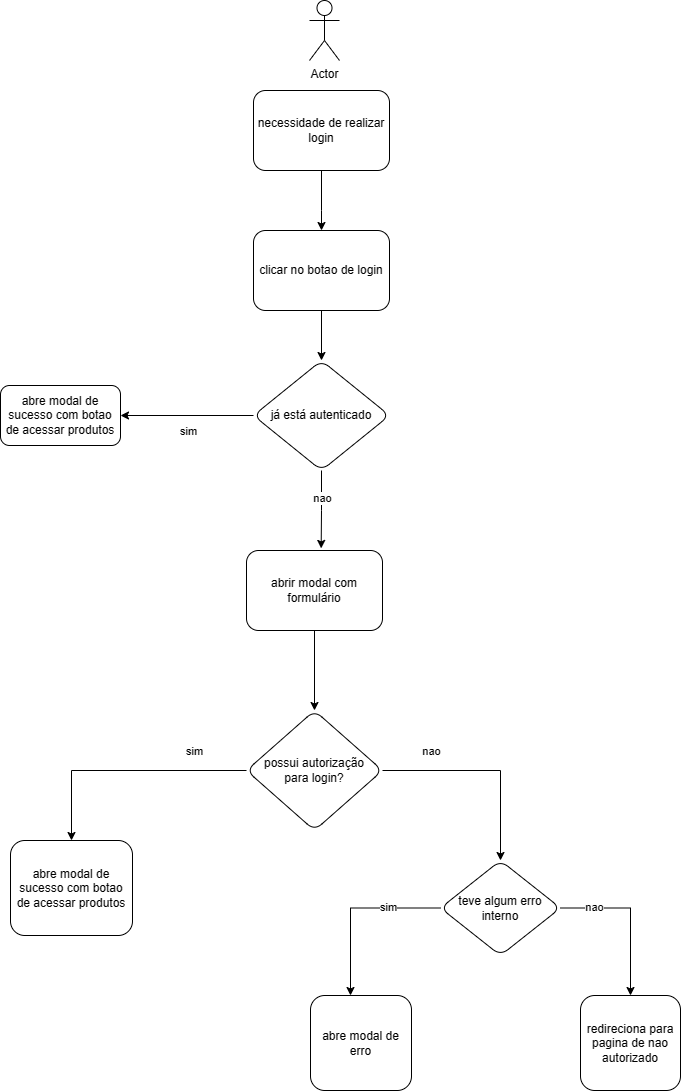 Actor
necessidade de realizar
login
clicar no botao de login
já está autenticado
abre modal de
sucesso com botao
de acessar produtos
sim
nao
abrir modal com
formulário
possui autorização
para login?
sim
nao
abre modal de
sucesso com botao
de acessar produtos
teve algum erro
interno
sim
nao
abre modal de
erro
redireciona para
pagina de nao
autorizado